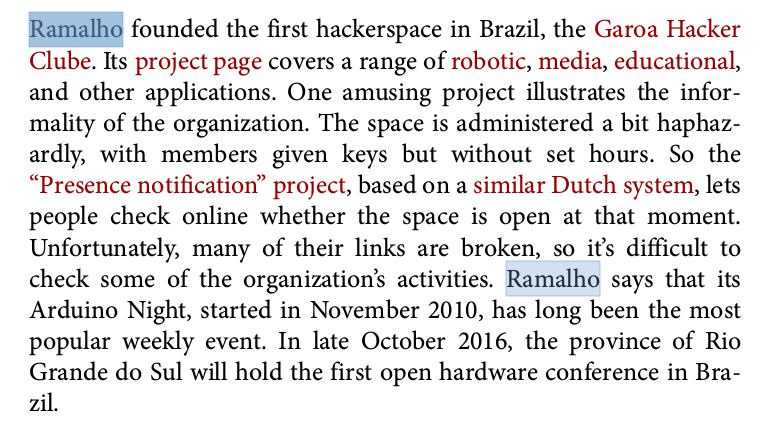 Ramalho founded the first hackerspace in Brazil, the Garoa Hacker
Clube. Its project page covers a range of robotic, media, educational,
and other applications. One amusing project illustrates the infor-
mality of the organization. The space is administered a bit haphaz-
ardly, with members given keys but without set hours. So the
“Presence notification” project, based on a similar Dutch system, lets
people check online whether the space is open at that moment.
Unfortunately, many of their links are broken, so it’s difficult to
check some of the organization’s activities. Ramalho says that its
Arduino Night, started in November 2010, has long been the most
popular weekly event. In late October 2016, the province of Rio
Grande do Sul will hold the first open hardware conference in Bra-
zil.